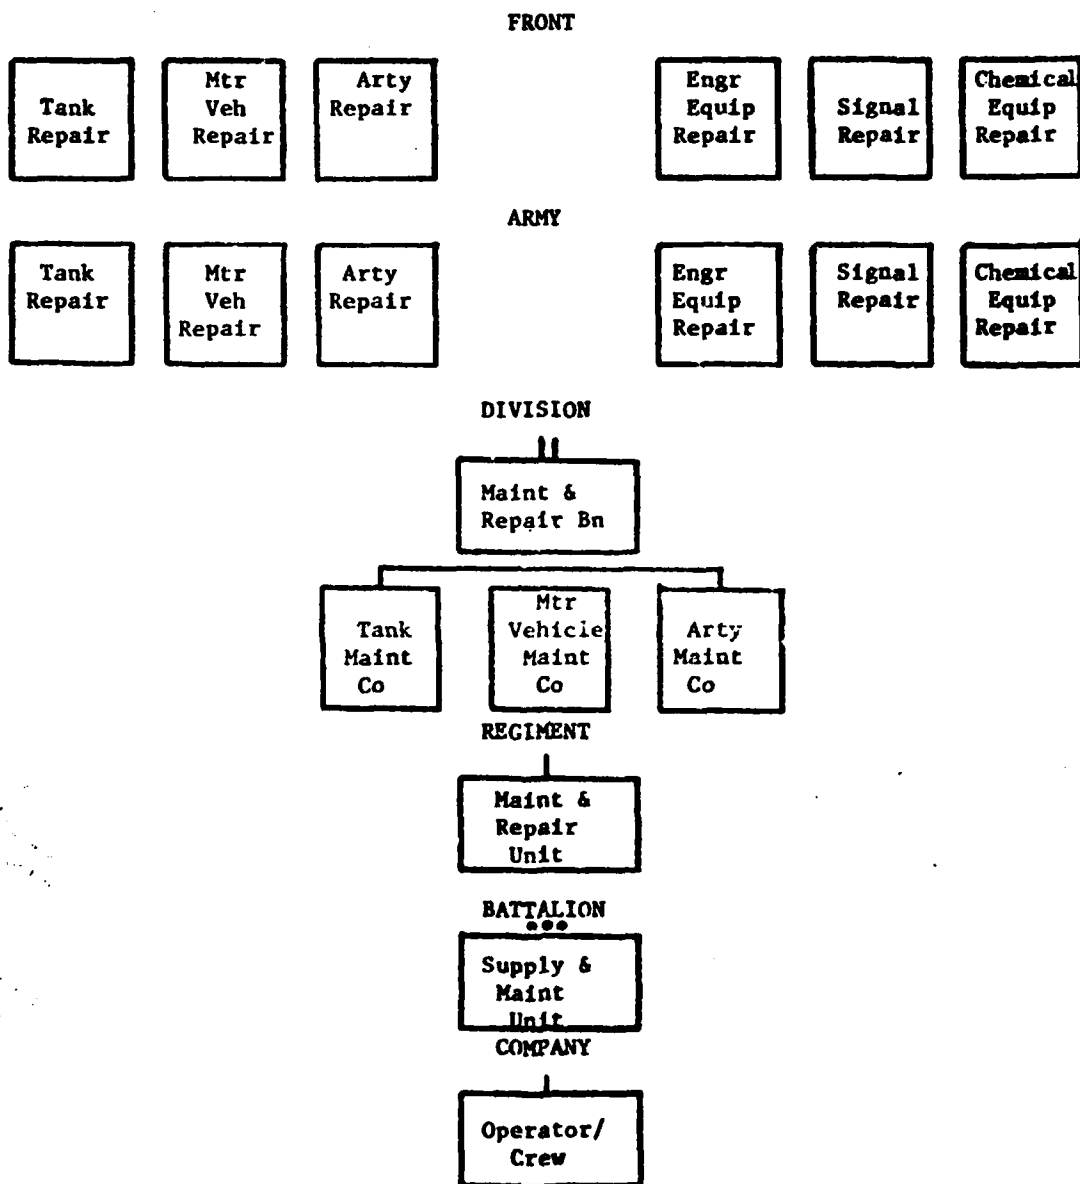 FRONT
Tank
Repair
Mtr
Veh
Repair
Arty
Repair
Engr
Equip
Repair
Signal
Repair
Chemical
Equip
Repair
ARMY
Tank
Repair
Mtr
Veh
Repair
Arty
Repair
Engr
Equip
Repair
Signal
Repair
Chemical
Equip
Repair
DIVISION
Maint &
Repair Bn
Tank
Maint
Co
Mtr
Vehicle
Maint
Co
Arty
Maint
Co
REGIMENT
Maint &
Repair
Unit
BATTALION
Supply &
Maint
Unit
COMPANY
Operator/
Crew